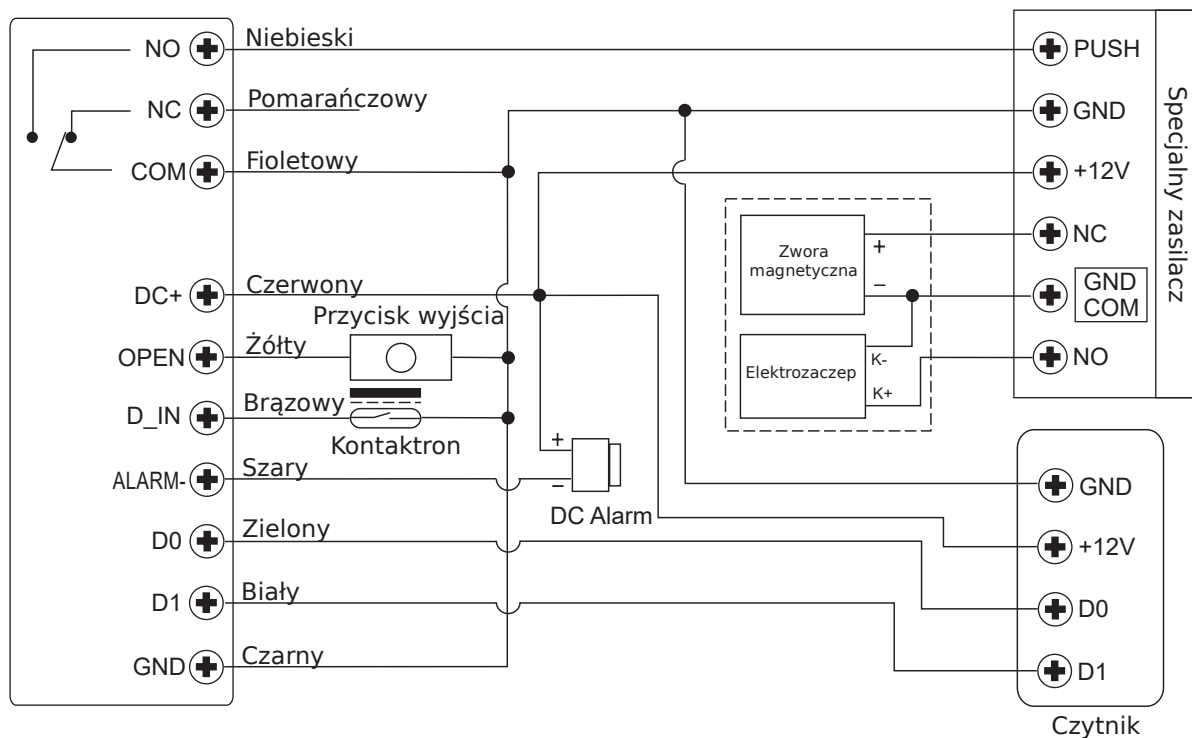 NO
Niebieski
NC
Pomarańczowy
COM
Fioletowy
DC+
Czerwony
Przycisk wyjścia
OPEN
Żółty
D_IN
Brązowy
Kontaktron
ALARM-
Szary
+
−
DC Alarm
D0
Zielony
D1
Biały
GND
Czarny
Zwora
magnetyczna
+
−
Elektrozaczep
K-
K+
PUSH
GND
+12V
NC
GND
COM
NO
Specjalny zasilacz
GND
+12V
D0
D1
Czytnik